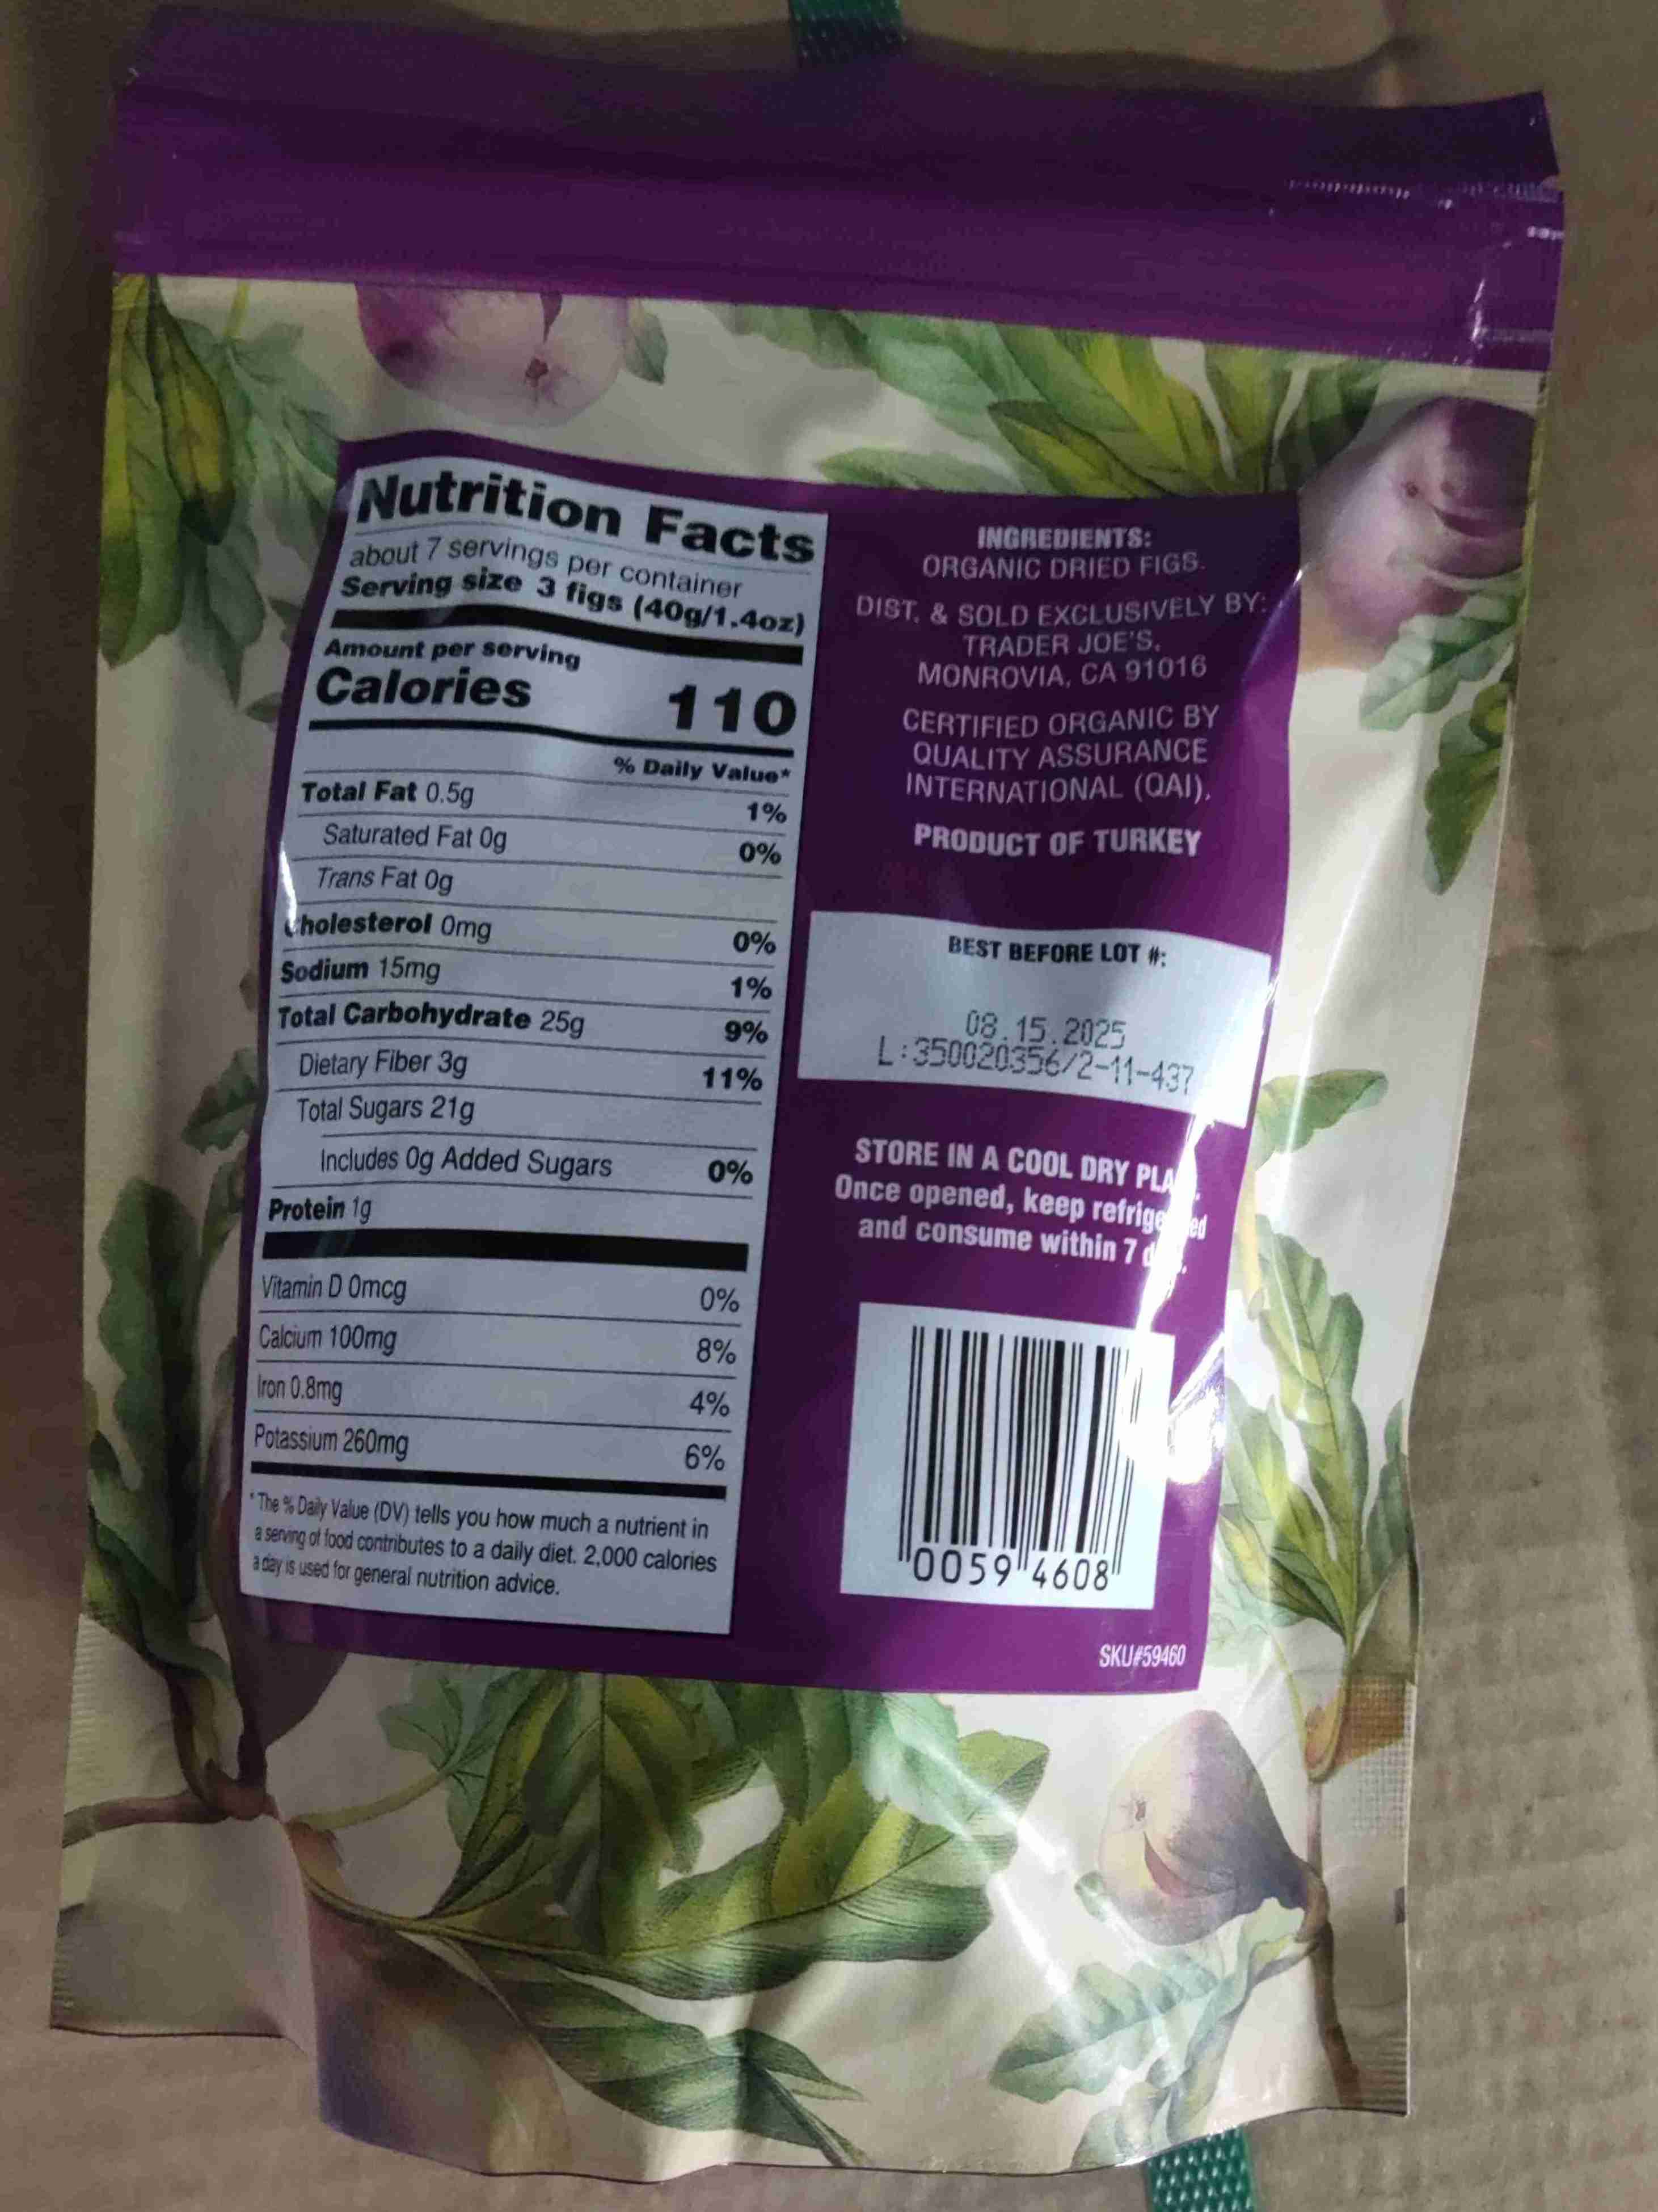 Nutrition Facts
about 7 servings per container
Serving size 3 figs (40g/1.4oz)
Amount per serving
Calories 110
% Daily Value*
Total Fat 0.5g 1%
Saturated Fat 0g 0%
Trans Fat 0g
Cholesterol 0mg 0%
Sodium 15mg 1%
Total Carbohydrate 25g 9%
Dietary Fiber 3g 11%
Total Sugars 21g
Includes 0g Added Sugars 0%
Protein 1g
Vitamin D 0mcg 0%
Calcium 100mg 8%
Iron 0.8mg 4%
Potassium 260mg 6%
* The % Daily Value (DV) tells you how much a nutrient in
a serving of food contributes to a daily diet. 2,000 calories
a day is used for general nutrition advice.
INGREDIENTS:
ORGANIC DRIED FIGS.
DIST. & SOLD EXCLUSIVELY BY:
TRADER JOE'S,
MONROVIA, CA 91016
CERTIFIED ORGANIC BY
QUALITY ASSURANCE
INTERNATIONAL (QAI).
PRODUCT OF TURKEY
BEST BEFORE LOT #:
08.15.2025
L:350020356/2-11-437
STORE IN A COOL DRY
Once opened, keep
and consume within 7
0059 4608
SKU#59460